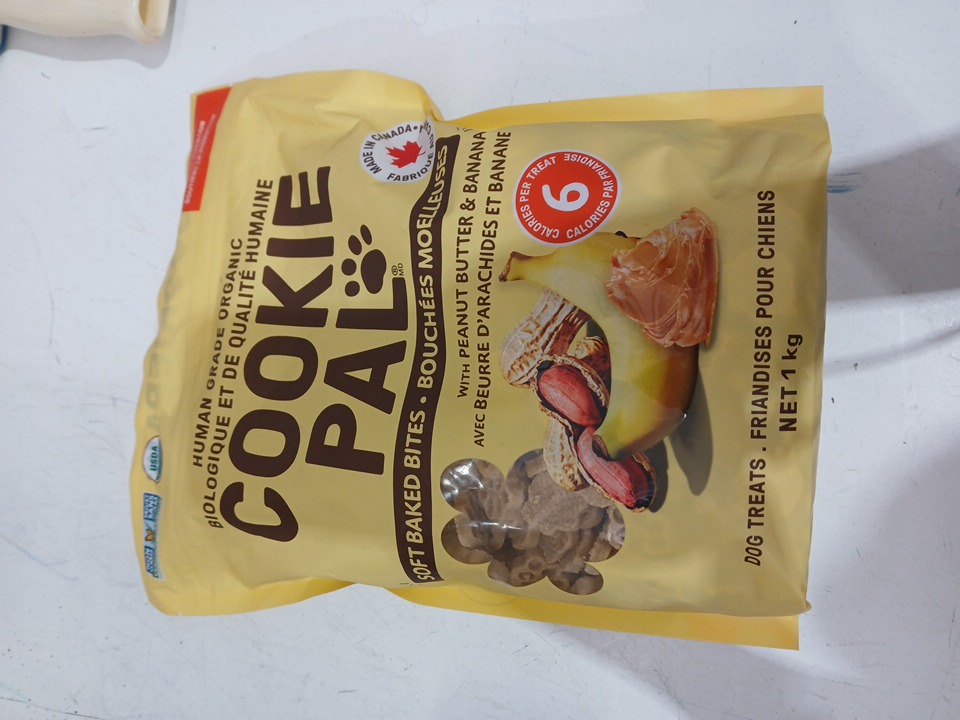 USDA
HUMAN GRADE ORGANIC
BIOLOGIQUE ET DE QUALITÉ HUMAINE
COOKIE
PAL®
MD
MADE IN CANADA
FABRIQUÉ AU
SOFT BAKED BITES • BOUCHÉES MOELLEUSES
WITH PEANUT BUTTER & BANANA
AVEC BEURRE D'ARACHIDES ET BANANE
CALORIES PER TREAT
6
CALORIES PAR FRIANDISE
DOG TREATS . FRIANDISES POUR CHIENS
NET 1 kg